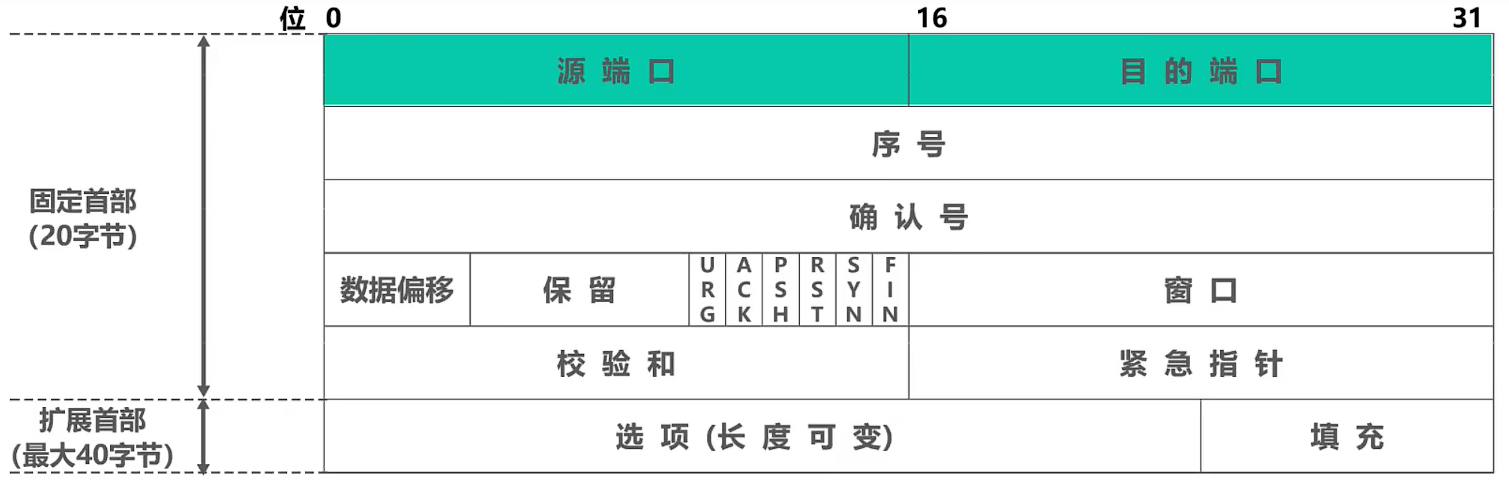 位 0 16 31
源 端 口 目 的 端 口
序 号
确 认 号
固定首部
(20字节)
数据偏移 保 留 URG ACK PSH RST SYN FIN 窗 口
校 验 和 紧 急 指 针
扩展首部
(最大40字节)
选 项 (长 度 可 变) 填 充